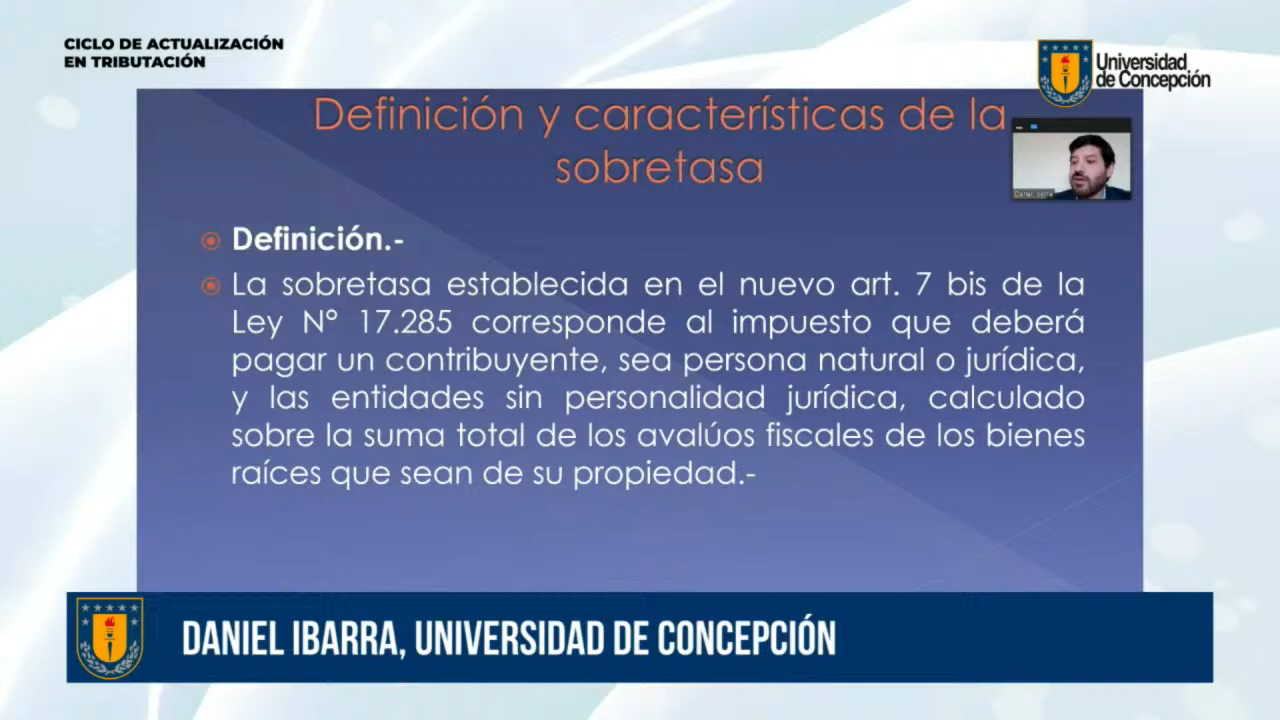 CICLO DE ACTUALIZACIÓN
EN TRIBUTACIÓN
Universidad
de Concepción
Definición y características de la
sobretasa
Daniel Ibarra
Definición.-
La sobretasa establecida en el nuevo art. 7 bis de la
Ley N° 17.285 corresponde al impuesto que deberá
pagar un contribuyente, sea persona natural o jurídica,
y las entidades sin personalidad jurídica, calculado
sobre la suma total de los avalúos fiscales de los bienes
raíces que sean de su propiedad.-
DANIEL IBARRA, UNIVERSIDAD DE CONCEPCIÓN